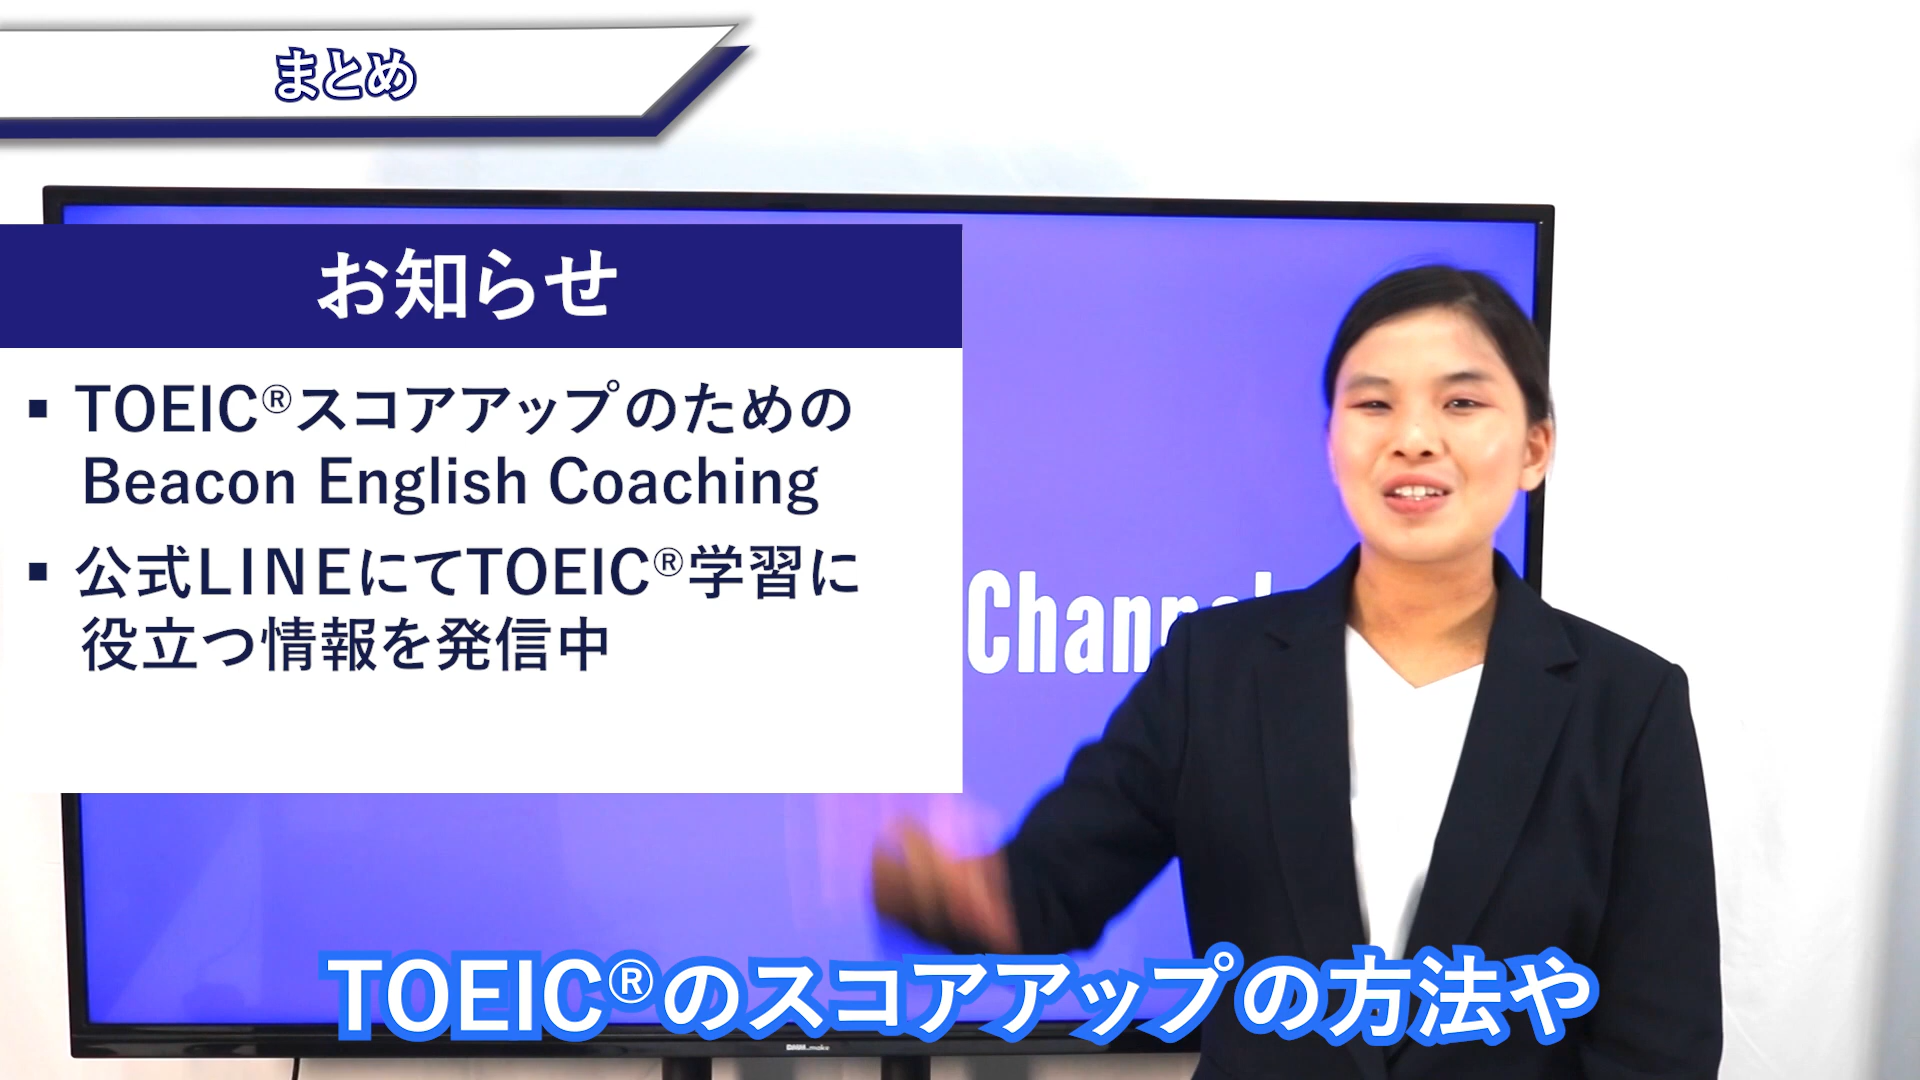 まとめ
お知らせ
▪ TOEIC®スコアアップのための
Beacon English Coaching
▪ 公式LINEにてTOEIC®学習に
役立つ情報を発信中
TOEIC®のスコアアップの方法や